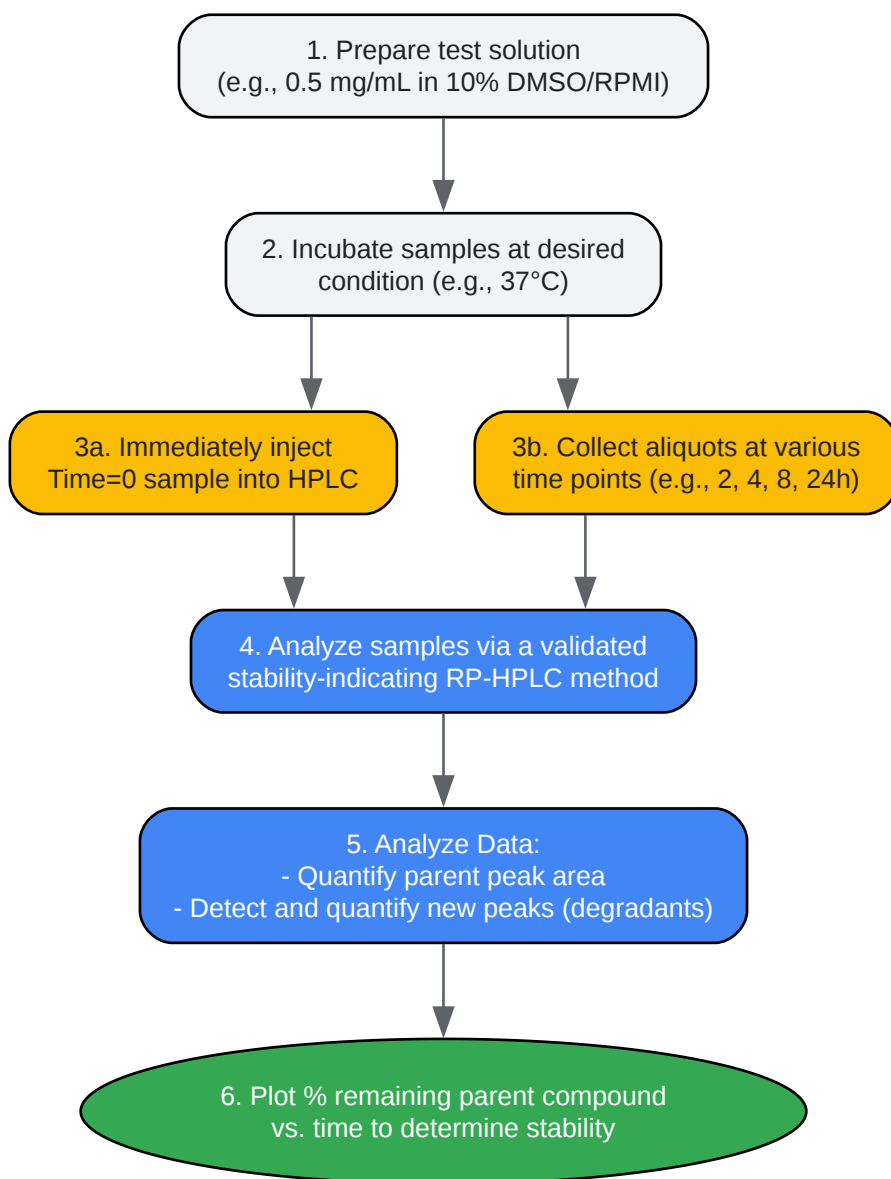 1. Prepare test solution
(e.g., 0.5 mg/mL in 10% DMSO/RPMI)
2. Incubate samples at desired
condition (e.g., 37°C)
3a. Immediately inject
Time=0 sample into HPLC
3b. Collect aliquots at various
time points (e.g., 2, 4, 8, 24h)
4. Analyze samples via a validated
stability-indicating RP-HPLC method
5. Analyze Data:
- Quantify parent peak area
- Detect and quantify new peaks (degradants)
6. Plot % remaining parent compound
vs. time to determine stability